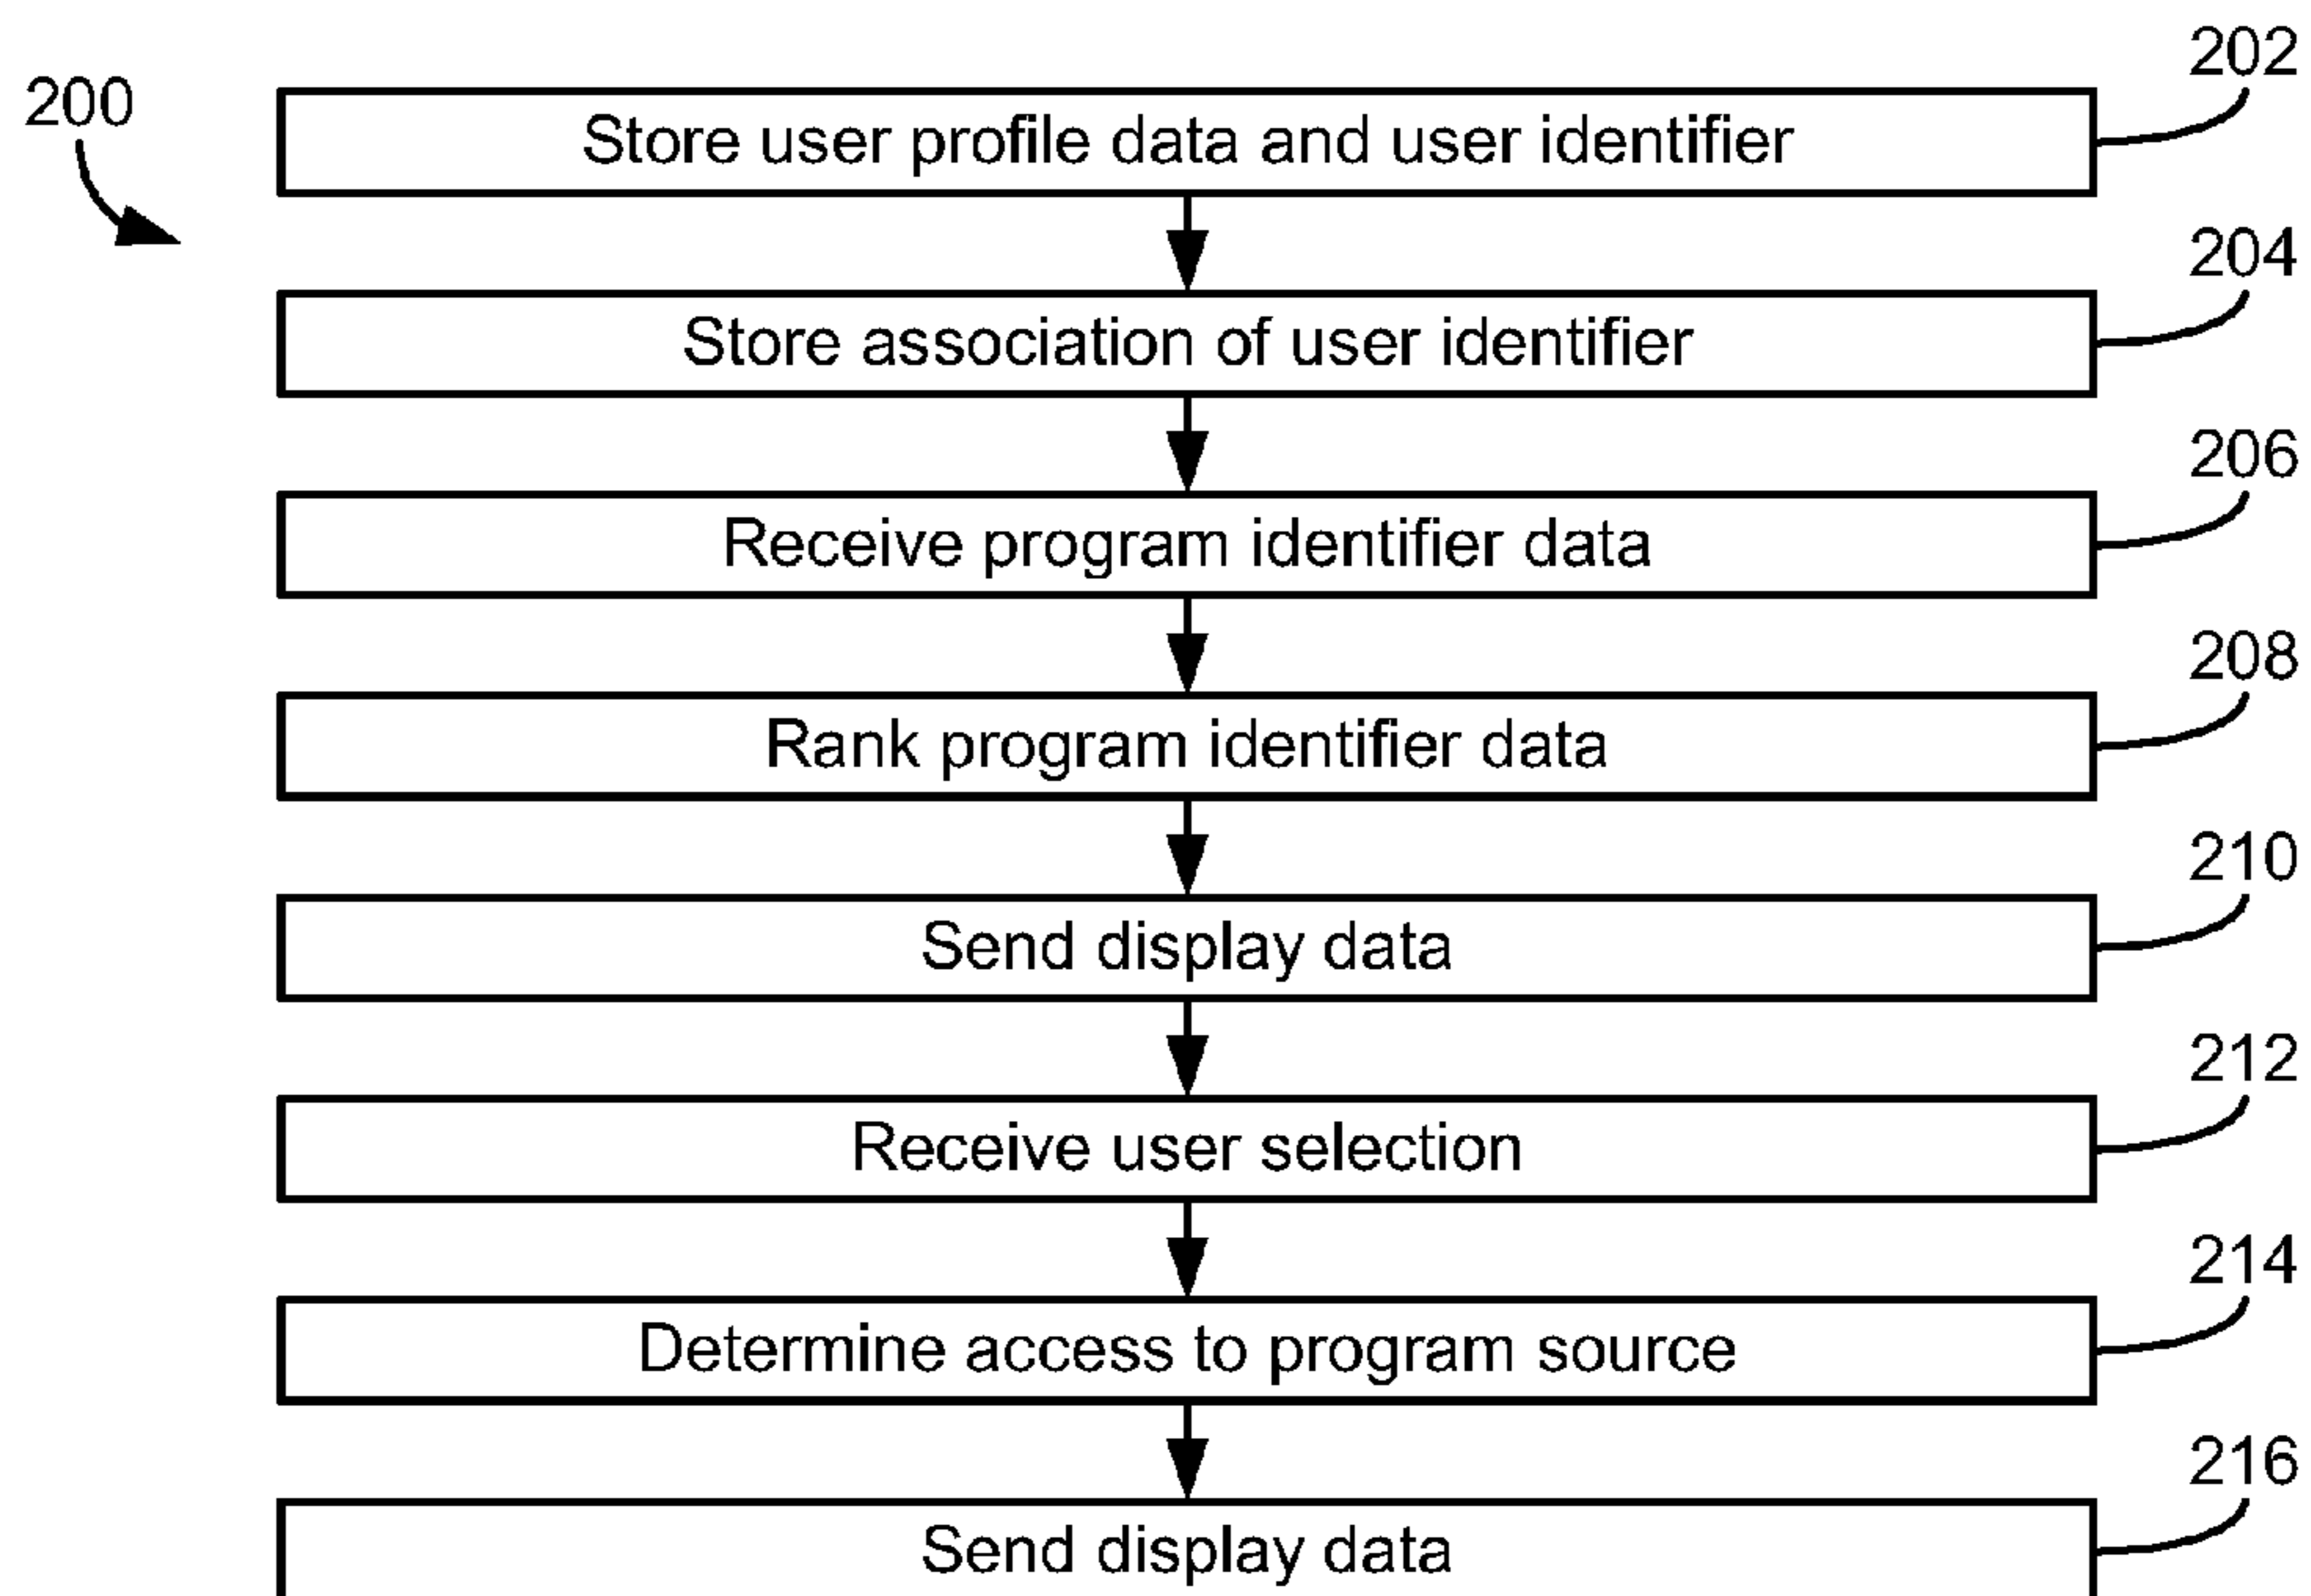 202
200
Store user profile data and user identifier
204
Store association of user identifier
206
Receive program identifier data
208
Rank program identifier data
210
Send display data
212
Receive user selection
214
Determine access to program source
216
Send display data